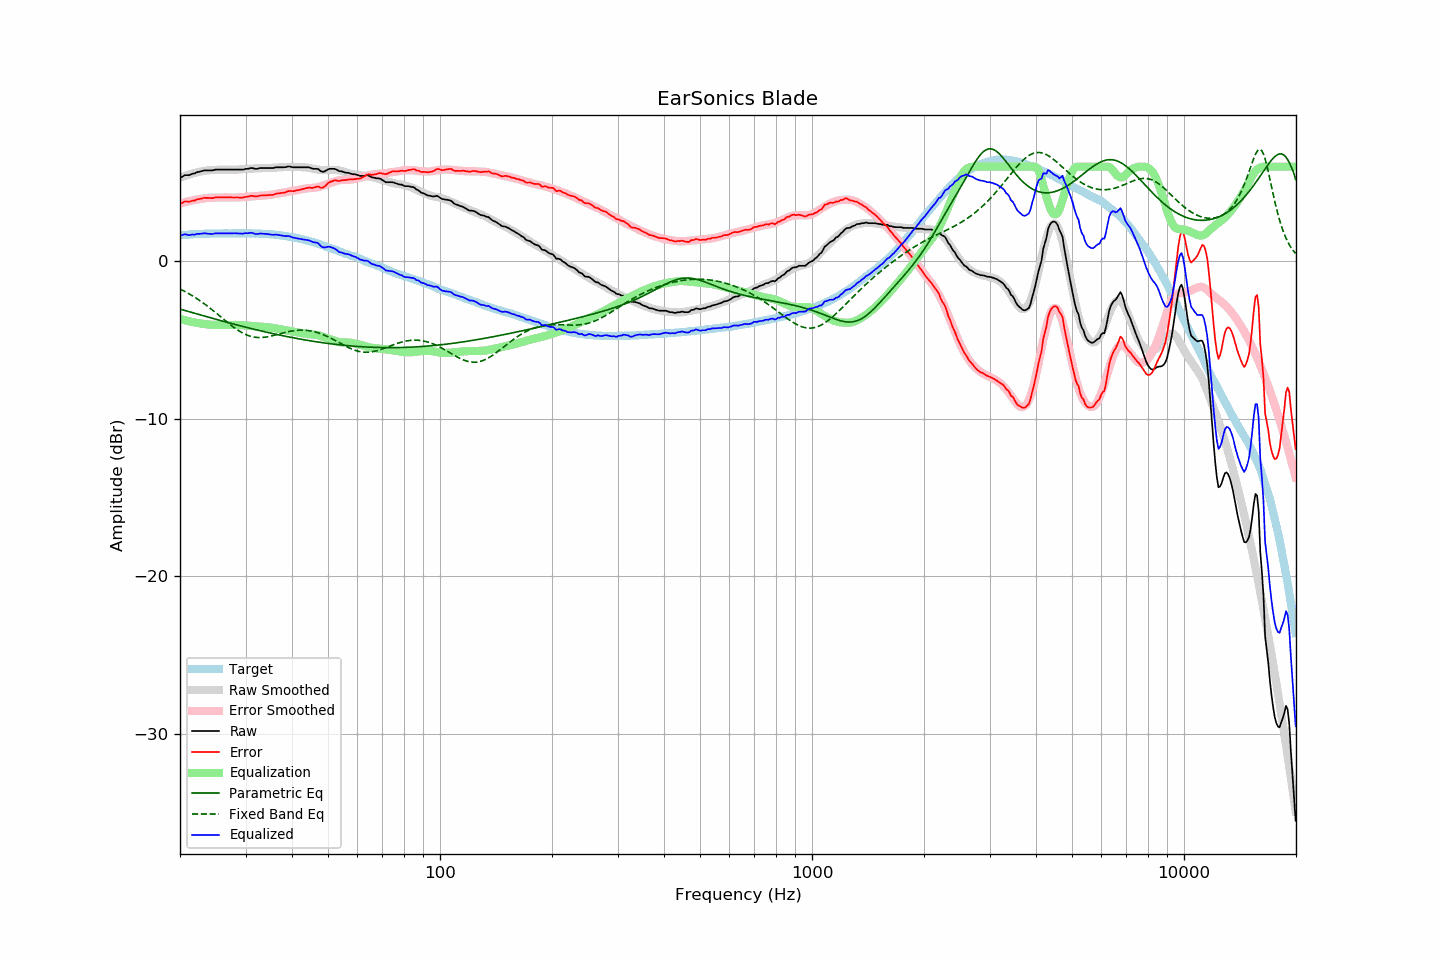 EarSonics Blade
Amplitude (dBr)
0
−10
−20
−30
Target
Raw Smoothed
Error Smoothed
Raw
Error
Equalization
Parametric Eq
Fixed Band Eq
Equalized
100
1000
10000
Frequency (Hz)